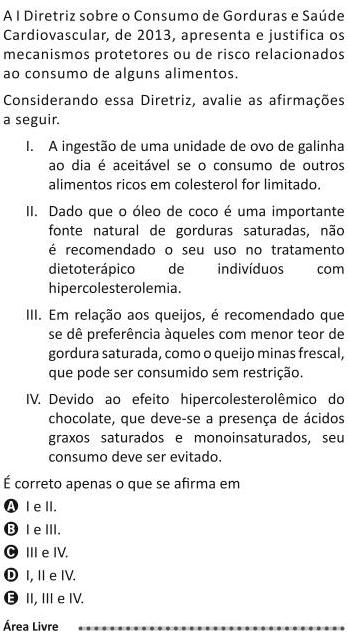 A I Diretriz sobre o Consumo de Gorduras e Saúde
Cardiovascular, de 2013, apresenta e justifica os
mecanismos protetores ou de risco relacionados
ao consumo de alguns alimentos.
Considerando essa Diretriz, avalie as afirmações
a seguir.
I. A ingestão de uma unidade de ovo de galinha
ao dia é aceitável se o consumo de outros
alimentos ricos em colesterol for limitado.
II. Dado que o óleo de coco é uma importante
fonte natural de gorduras saturadas, não
é recomendado o seu uso no tratamento
dietoterápico de indivíduos com
hipercolesterolemia.
III. Em relação aos queijos, é recomendado que
se dê preferência àqueles com menor teor de
gordura saturada, como o queijo minas frescal,
que pode ser consumido sem restrição.
IV. Devido ao efeito hipercolesterolêmico do
chocolate, que deve-se a presença de ácidos
graxos saturados e monoinsaturados, seu
consumo deve ser evitado.
É correto apenas o que se afirma em
A I e II.
B I e III.
C III e IV.
D I, II e IV.
E II, III e IV.
Área Livre